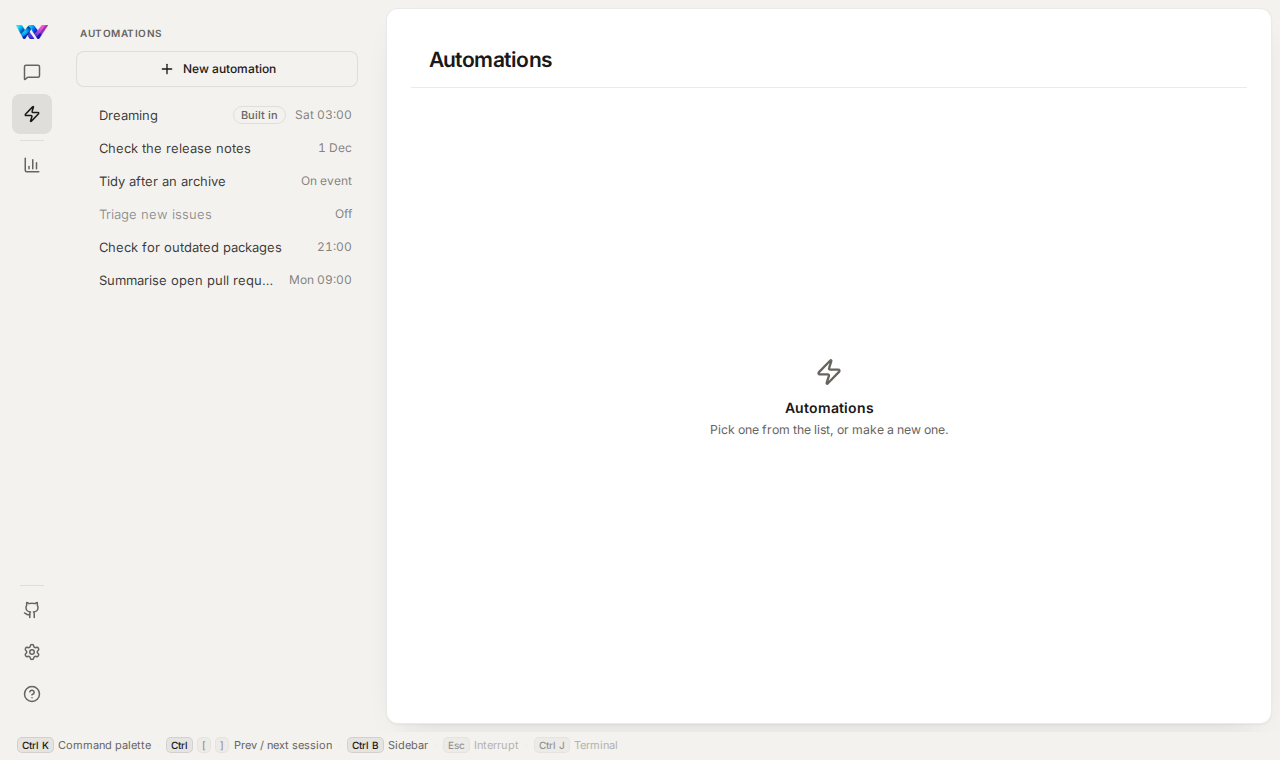 AUTOMATIONS
New automation
Dreaming Built in Sat 03:00
Check the release notes 1 Dec
Tidy after an archive On event
Triage new issues Off
Check for outdated packages 21:00
Summarise open pull requ... Mon 09:00
Automations
Automations
Pick one from the list, or make a new one.
Ctrl K Command palette Ctrl [ ] Prev / next session Ctrl B Sidebar Esc Interrupt Ctrl J Terminal